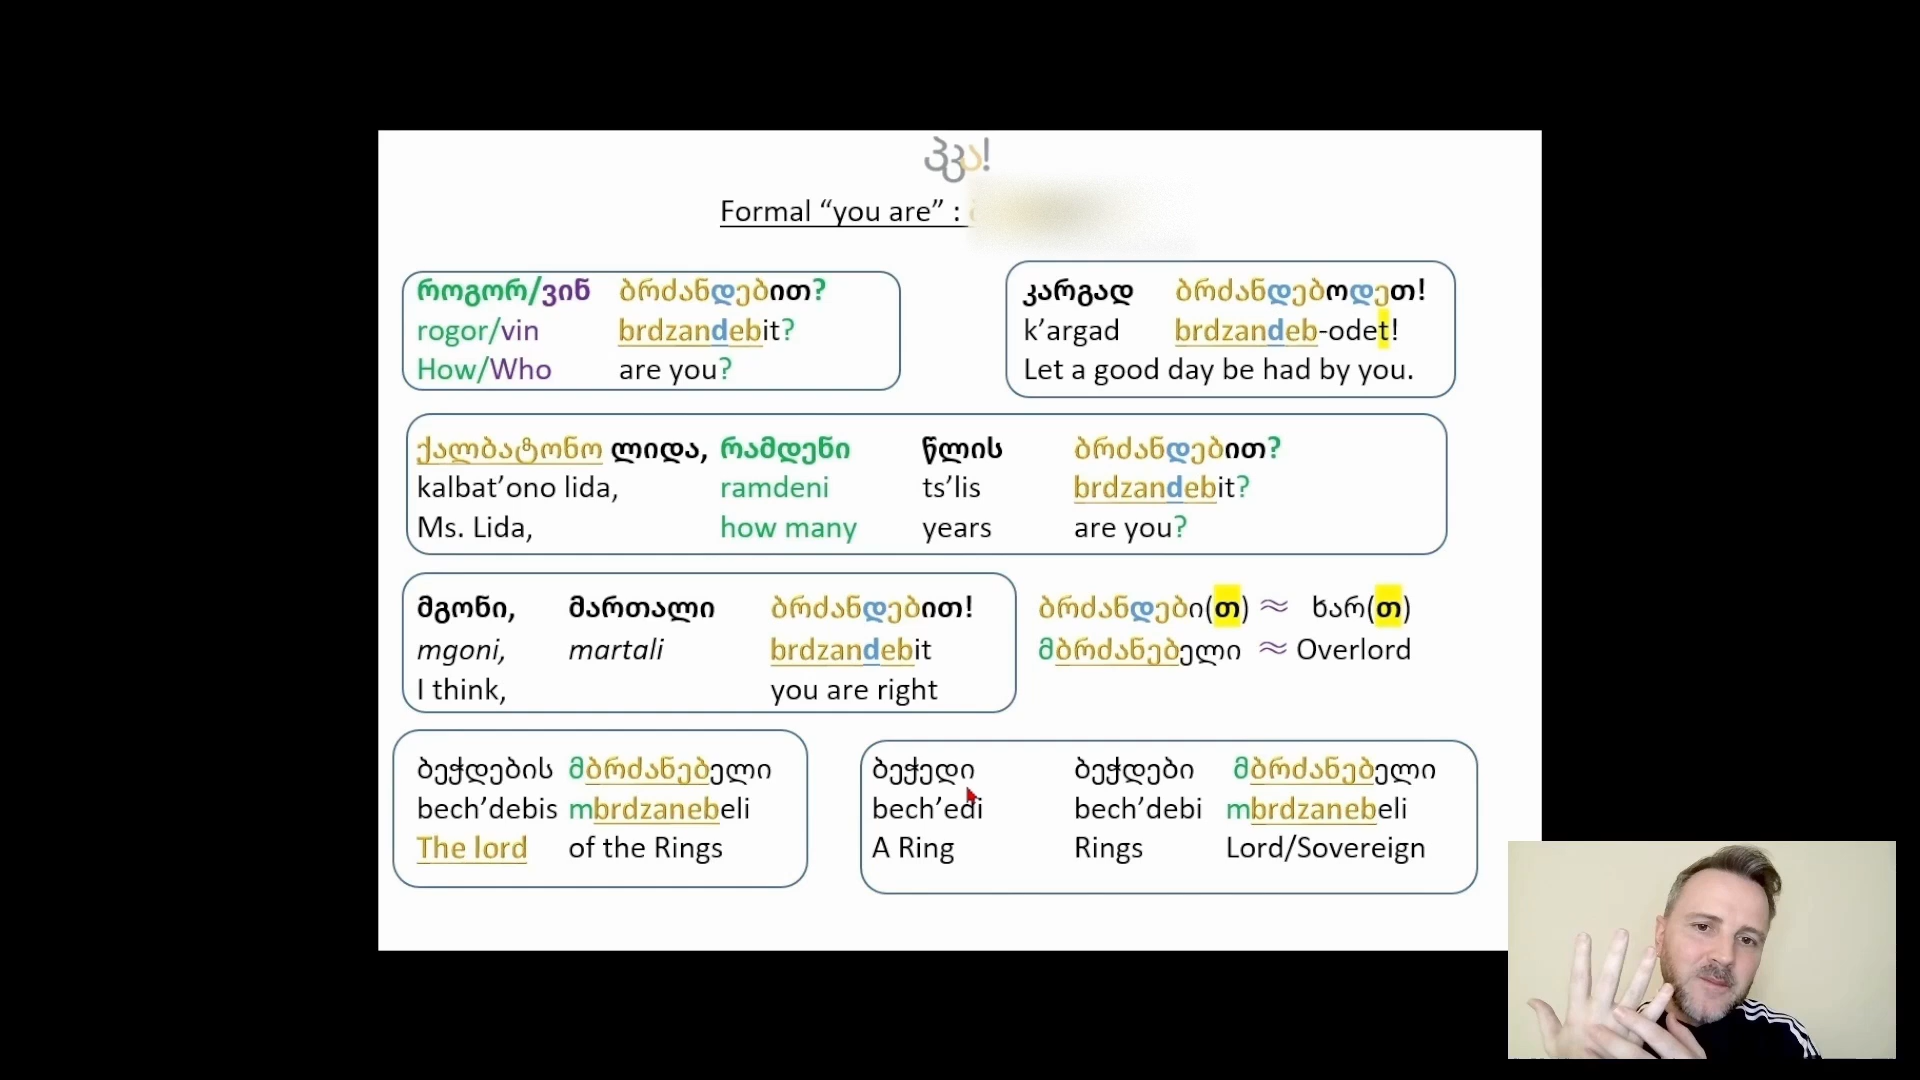 ჰკა!
Formal “you are” :
როგორ/ვინ ბრძანდებით?
rogor/vin brdzandebit?
How/Who are you?
კარგად ბრძანდებოდეთ!
k’argad brdzandeb-odet!
Let a good day be had by you.
ქალბატონო ლიდა, რამდენი წლის ბრძანდებით?
kalbat’ono lida, ramdeni ts’lis brdzandebit?
Ms. Lida, how many years are you?
მგონი, მართალი ბრძანდებით!
mgoni, martali brdzandebit
I think, you are right
ბრძანდები(თ) ≈ ხარ(თ)
მბრძანებელი ≈ Overlord
ბეჭდების მბრძანებელი
bech’debis mbrdzanebeli
The lord of the Rings
ბეჭედი ბეჭდები მბრძანებელი
bech’edi bech’debi mbrdzanebeli
A Ring Rings Lord/Sovereign